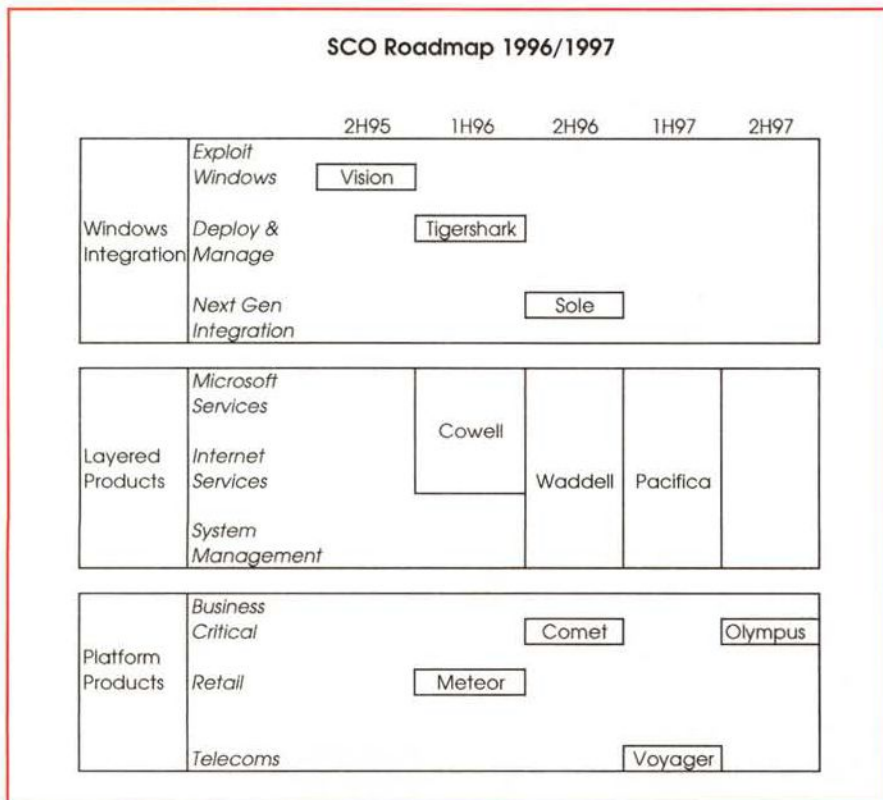 SCO Roadmap 1996/1997
2H95 1H96 2H96 1H97 2H97
Windows
Integration
Exploit
Windows
Vision
Deploy &
Manage
Tigershark
Next Gen
Integration
Sole
Layered
Products
Microsoft
Services
Internet
Services
System
Management
Cowell
Waddell
Pacifica
Platform
Products
Business
Critical
Comet
Olympus
Retail
Meteor
Telecoms
Voyager